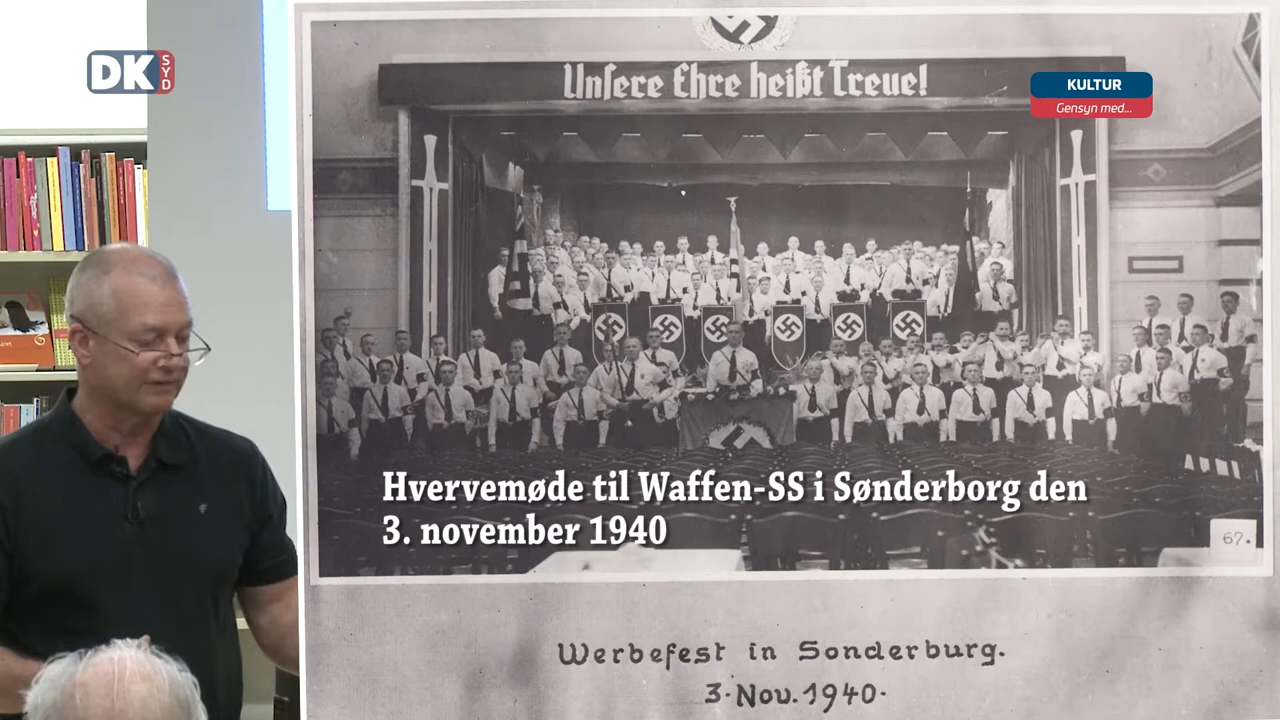 DK
SYD
Unsere Ehre heißt Treue!
KULTUR
Gensyn med...
Hvervemøde til Waffen-SS i Sønderborg den
3. november 1940
67.
Werbefest in Sonderburg.
3. Nov. 1940.